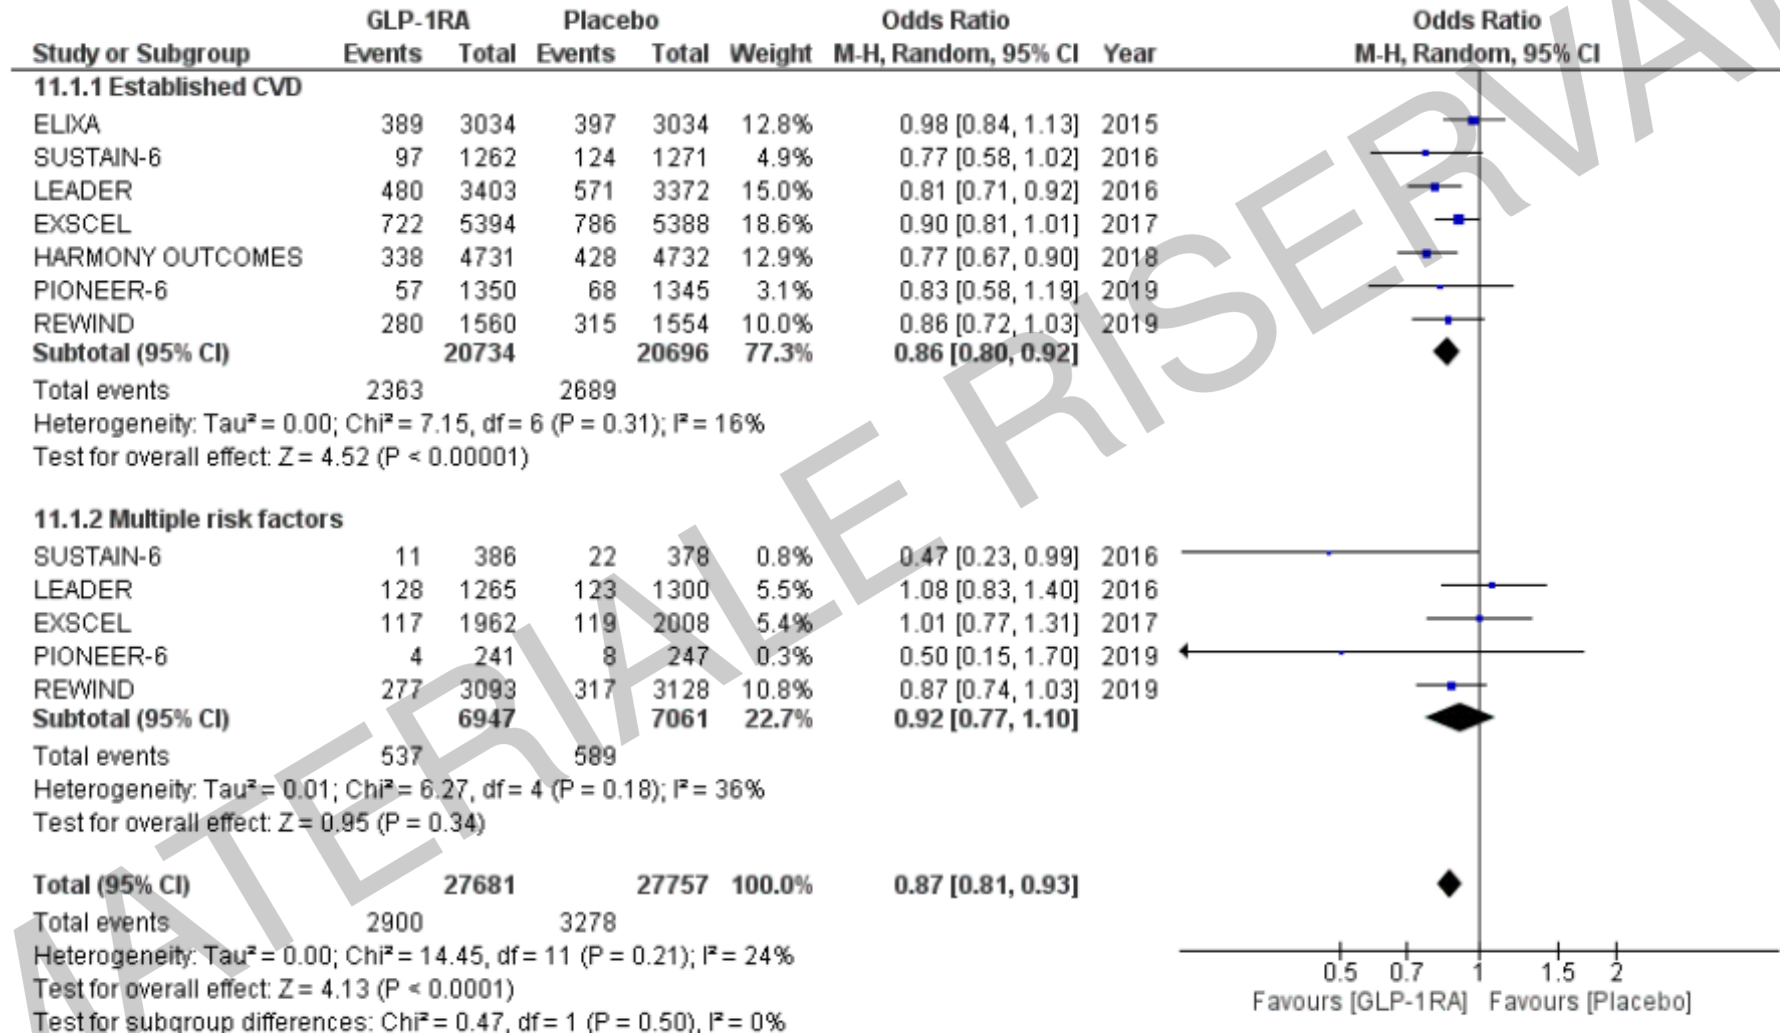 GLP-1RA Placebo Odds Ratio Odds Ratio
Study or Subgroup Events Total Events Total Weight M-H, Random, 95% CI Year M-H, Random, 95% CI
11.1.1 Established CVD
ELIXA 389 3034 397 3034 12.8% 0.98 [0.84, 1.13] 2015
SUSTAIN-6 97 1262 124 1271 4.9% 0.77 [0.58, 1.02] 2016
LEADER 480 3403 571 3372 15.0% 0.81 [0.71, 0.92] 2016
EXSCEL 722 5394 786 5388 18.6% 0.90 [0.81, 1.01] 2017
HARMONY OUTCOMES 338 4731 428 4732 12.9% 0.77 [0.67, 0.90] 2018
PIONEER-6 57 1350 68 1345 3.1% 0.83 [0.58, 1.19] 2019
REWIND 280 1560 315 1554 10.0% 0.86 [0.72, 1.03] 2019
Subtotal (95% CI) 20734 20696 77.3% 0.86 [0.80, 0.92]
Total events 2363 2689
Heterogeneity: Tau² = 0.00; Chi² = 7.15, df = 6 (P = 0.31); I² = 16%
Test for overall effect: Z = 4.52 (P < 0.00001)
11.1.2 Multiple risk factors
SUSTAIN-6 11 386 22 378 0.8% 0.47 [0.23, 0.99] 2016
LEADER 128 1265 123 1300 5.5% 1.08 [0.83, 1.40] 2016
EXSCEL 117 1962 119 2008 5.4% 1.01 [0.77, 1.31] 2017
PIONEER-6 4 241 8 247 0.3% 0.50 [0.15, 1.70] 2019
REWIND 277 3093 317 3128 10.8% 0.87 [0.74, 1.03] 2019
Subtotal (95% CI) 6947 7061 22.7% 0.92 [0.77, 1.10]
Total events 537 589
Heterogeneity: Tau² = 0.01; Chi² = 6.27, df = 4 (P = 0.18); I² = 36%
Test for overall effect: Z = 0.95 (P = 0.34)
Total (95% CI) 27681 27757 100.0% 0.87 [0.81, 0.93]
Total events 2900 3278
Heterogeneity: Tau² = 0.00; Chi² = 14.45, df = 11 (P = 0.21); I² = 24%
Test for overall effect: Z = 4.13 (P < 0.0001)
Test for subgroup differences: Chi² = 0.47, df = 1 (P = 0.50), I² = 0%
0.5 0.7 1 1.5 2
Favours [GLP-1RA] Favours [Placebo]
MATERIALE RISERVA